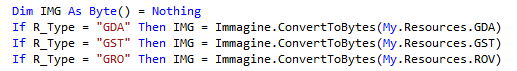 Dim IMG As Byte() = Nothing
If R_Type = "GDA" Then IMG = Immagine.ConvertToBytes(My.Resources.GDA)
If R_Type = "GST" Then IMG = Immagine.ConvertToBytes(My.Resources.GST)
If R_Type = "GRO" Then IMG = Immagine.ConvertToBytes(My.Resources.ROV)